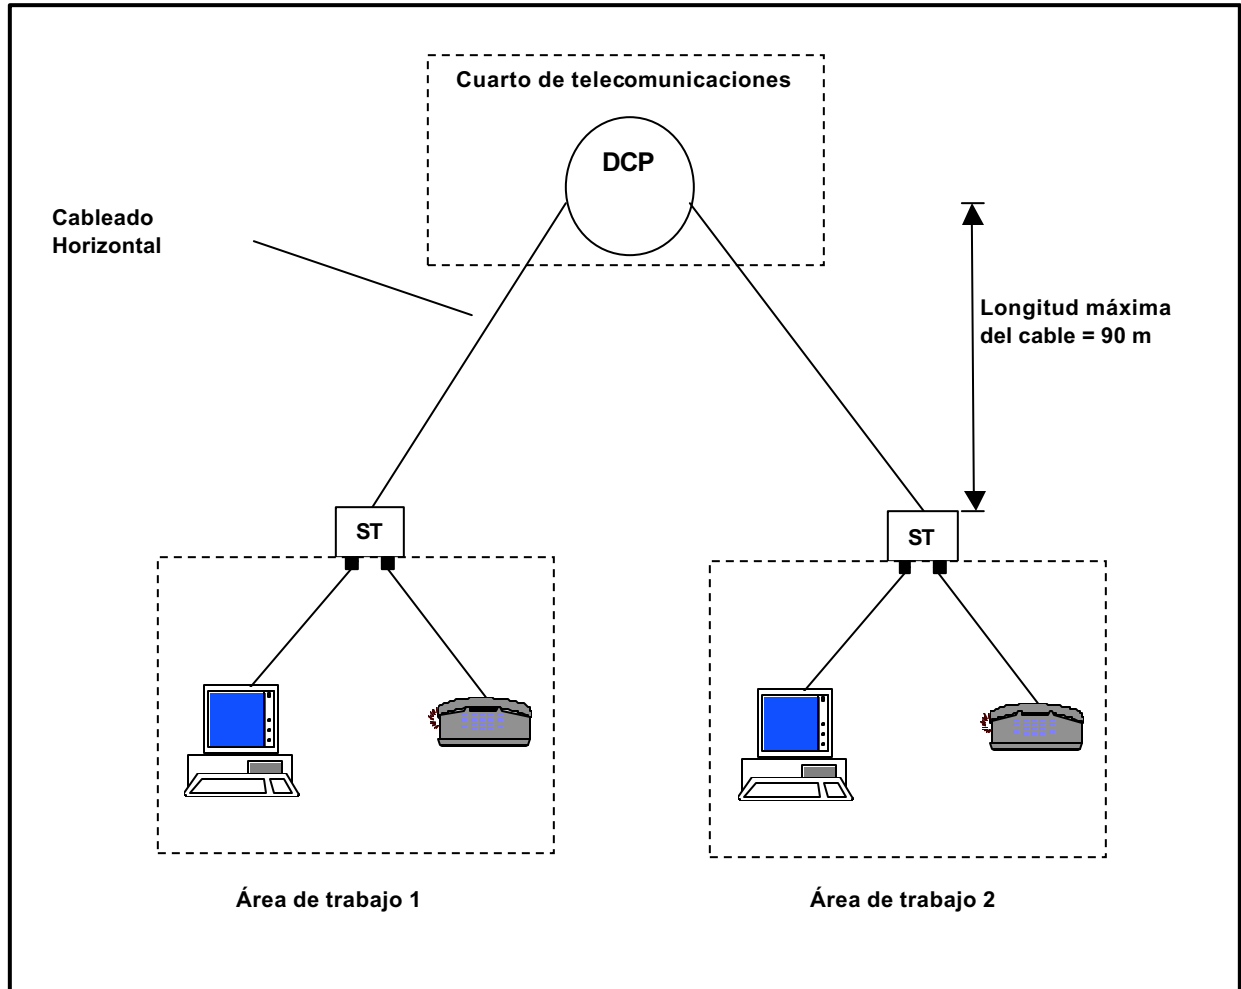 Cuarto de telecomunicaciones
DCP
Cableado
Horizontal
Longitud máxima
del cable = 90 m
ST
ST
Área de trabajo 1
Área de trabajo 2